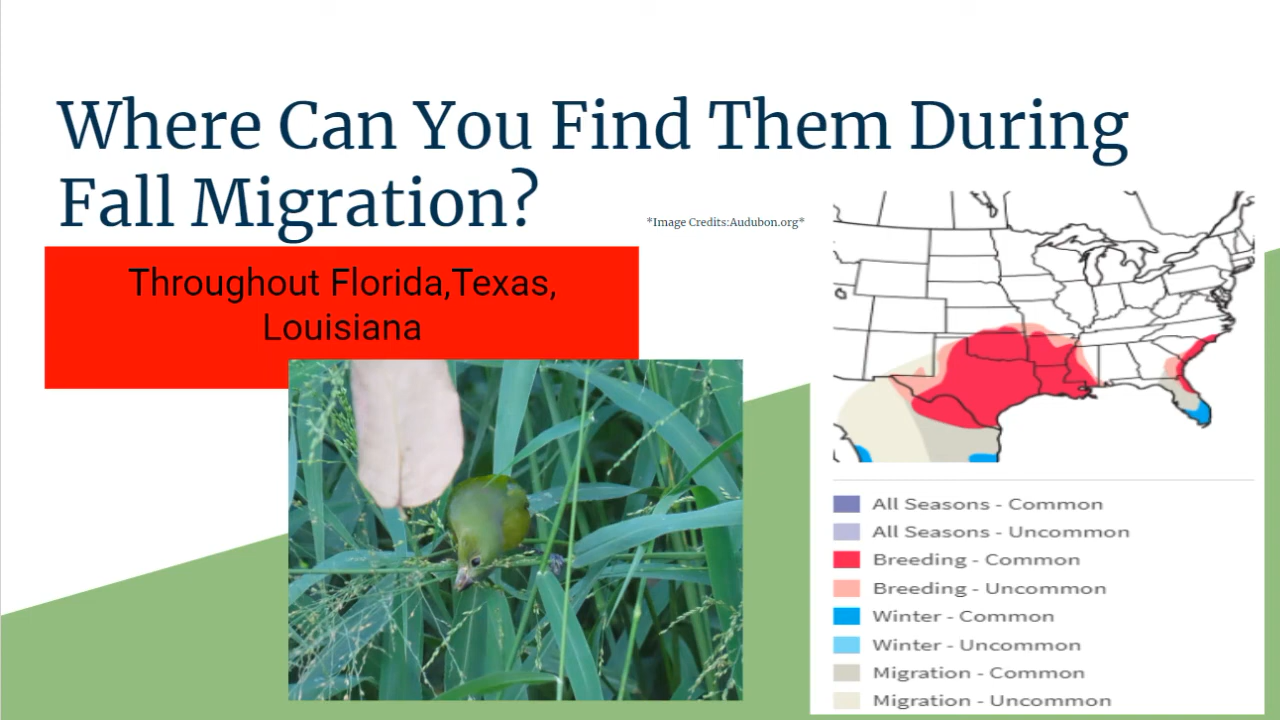 Where Can You Find Them During
Fall Migration?
*Image Credits:Audubon.org*
Throughout Florida,Texas,
Louisiana
All Seasons - Common
All Seasons - Uncommon
Breeding - Common
Breeding - Uncommon
Winter - Common
Winter - Uncommon
Migration - Common
Migration - Uncommon